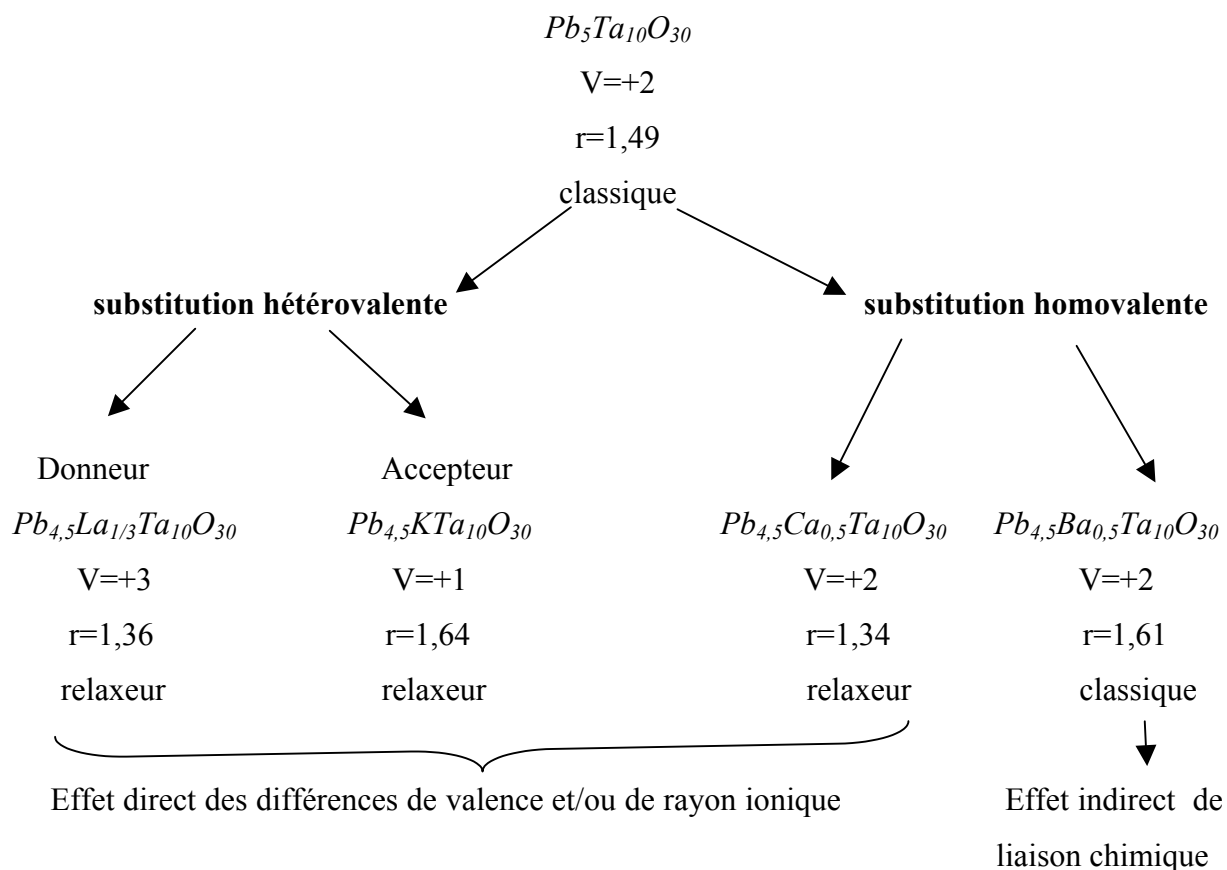 Pb5Ta10O30
V=+2
r=1,49
classique
substitution hétérovalente
substitution homovalente
Donneur
Accepteur
Pb4,5La1/3Ta10O30
Pb4,5KTa10O30
Pb4,5Ca0,5Ta10O30
Pb4,5Ba0,5Ta10O30
V=+3
V=+1
V=+2
V=+2
r=1,36
r=1,64
r=1,34
r=1,61
relaxeur
relaxeur
relaxeur
classique
Effet direct des différences de valence et/ou de rayon ionique
Effet indirect de
liaison chimique